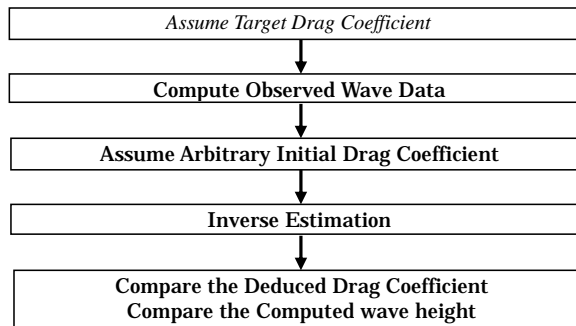 Assume Target Drag Coefficient
Compute Observed Wave Data
Assume Arbitrary Initial Drag Coefficient
Inverse Estimation
Compare the Deduced Drag Coefficient
Compare the Computed wave height